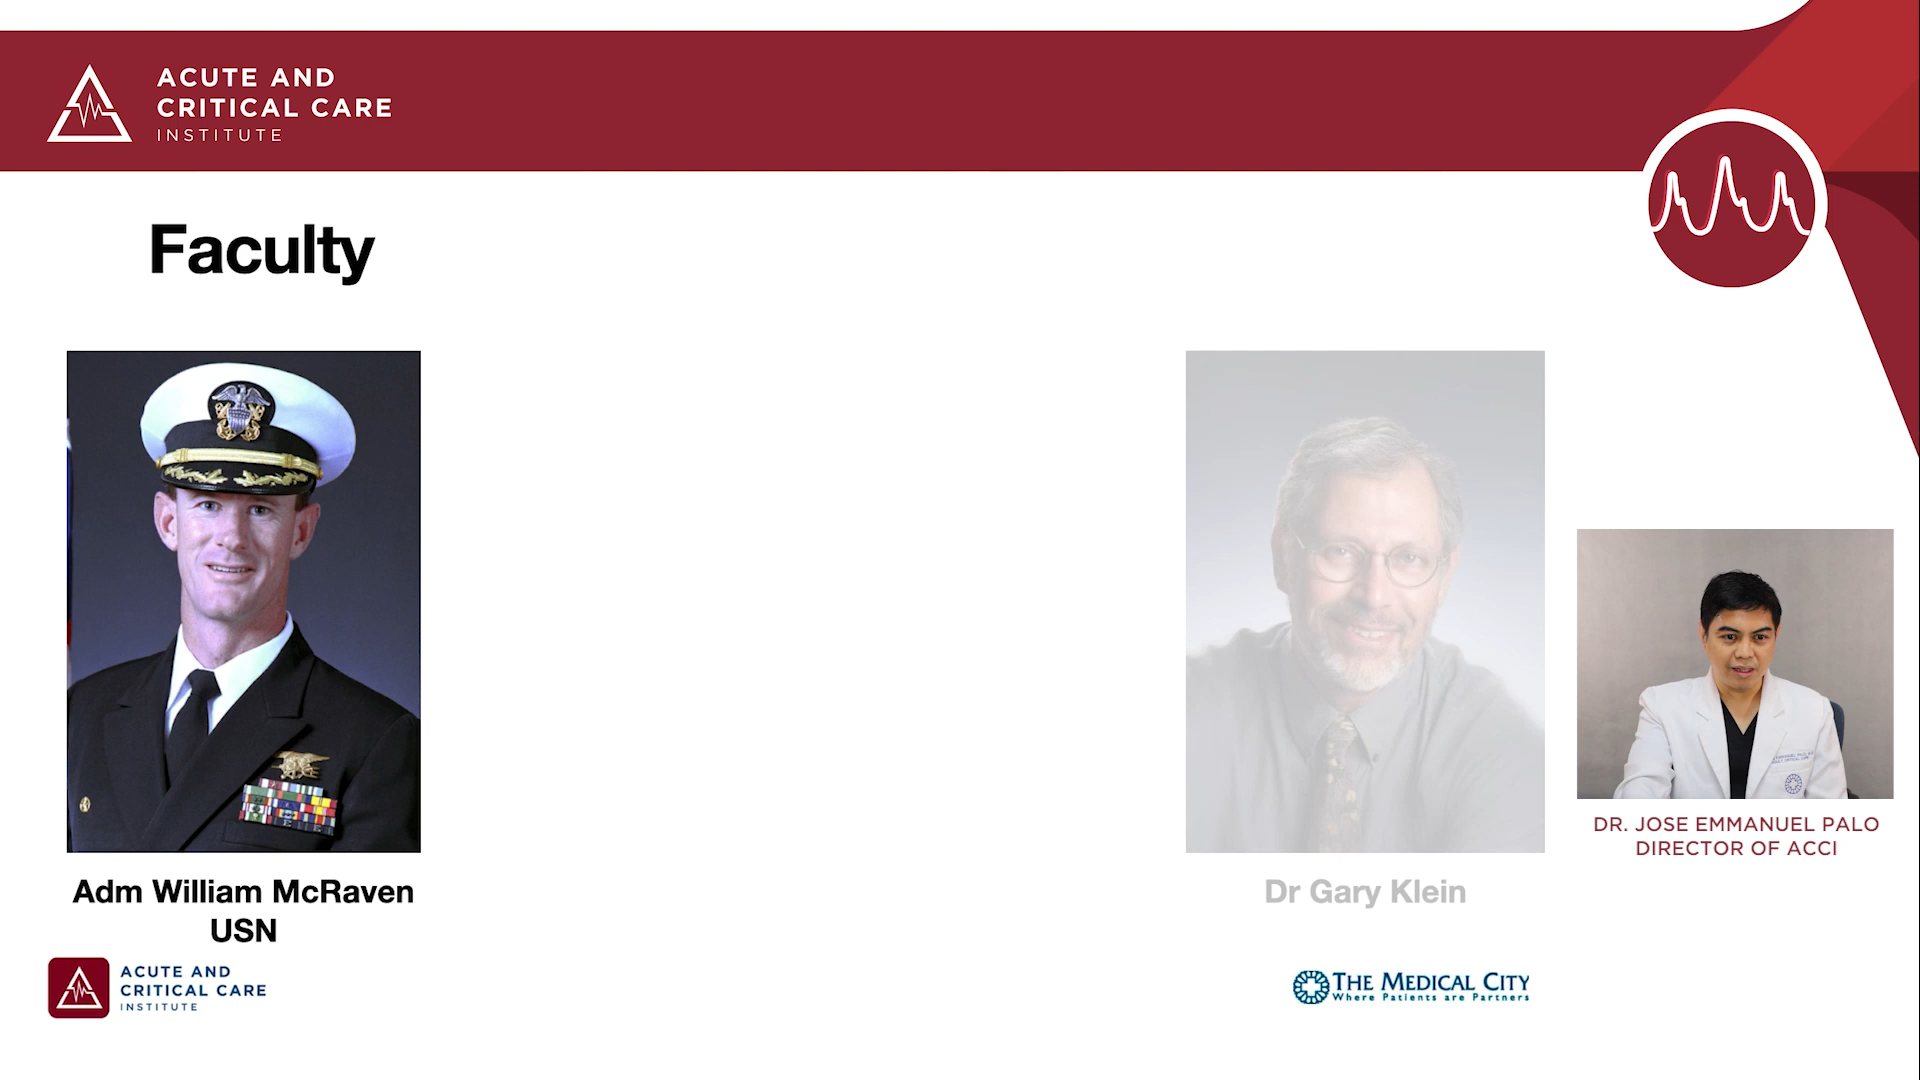 ACUTE AND
CRITICAL CARE
INSTITUTE
Faculty
Adm William McRaven
USN
Dr Gary Klein
DR. JOSE EMMANUEL PALO
DIRECTOR OF ACCI
ACUTE AND
CRITICAL CARE
INSTITUTE
THE MEDICAL CITY
Where Patients are Partners